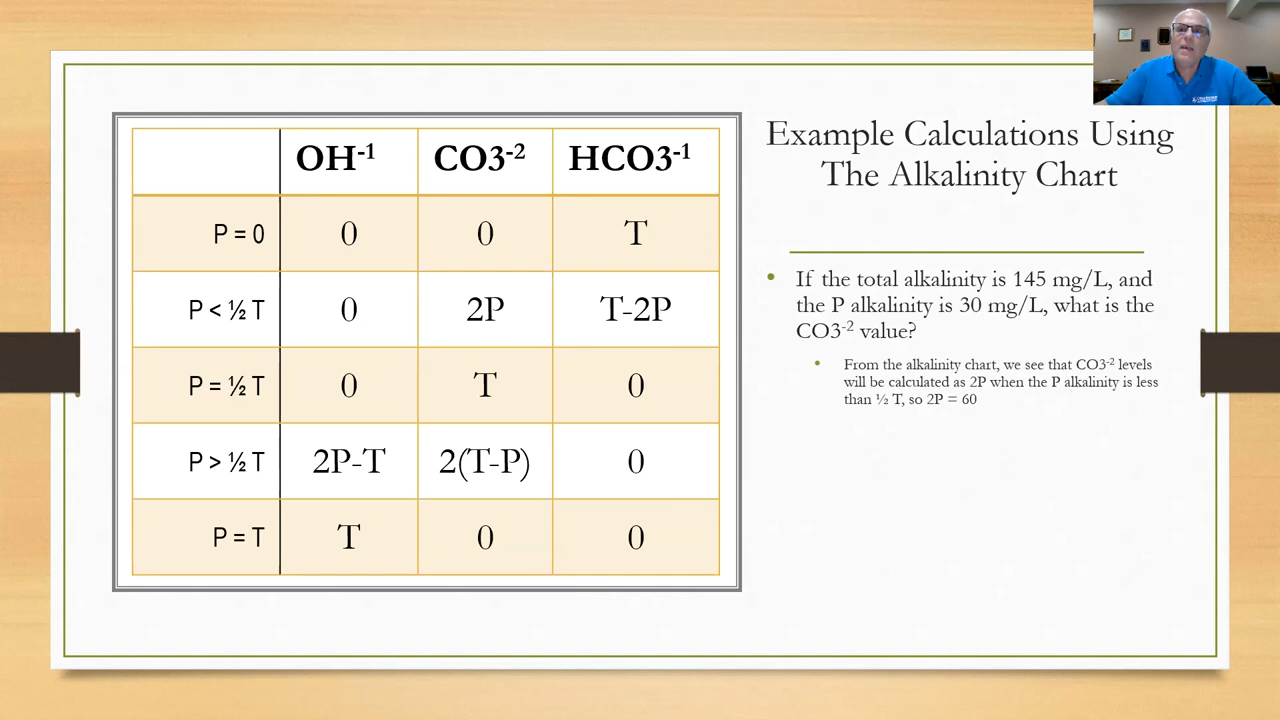 Example Calculations Using
The Alkalinity Chart
OH-1 CO3-2 HCO3-1
P = 0 0 0 T
P < ½ T 0 2P T-2P
P = ½ T 0 T 0
P > ½ T 2P-T 2(T-P) 0
P = T T 0 0
• If the total alkalinity is 145 mg/L, and
the P alkalinity is 30 mg/L, what is the
CO3-2 value?
• From the alkalinity chart, we see that CO3-2 levels
will be calculated as 2P when the P alkalinity is less
than ½ T, so 2P = 60